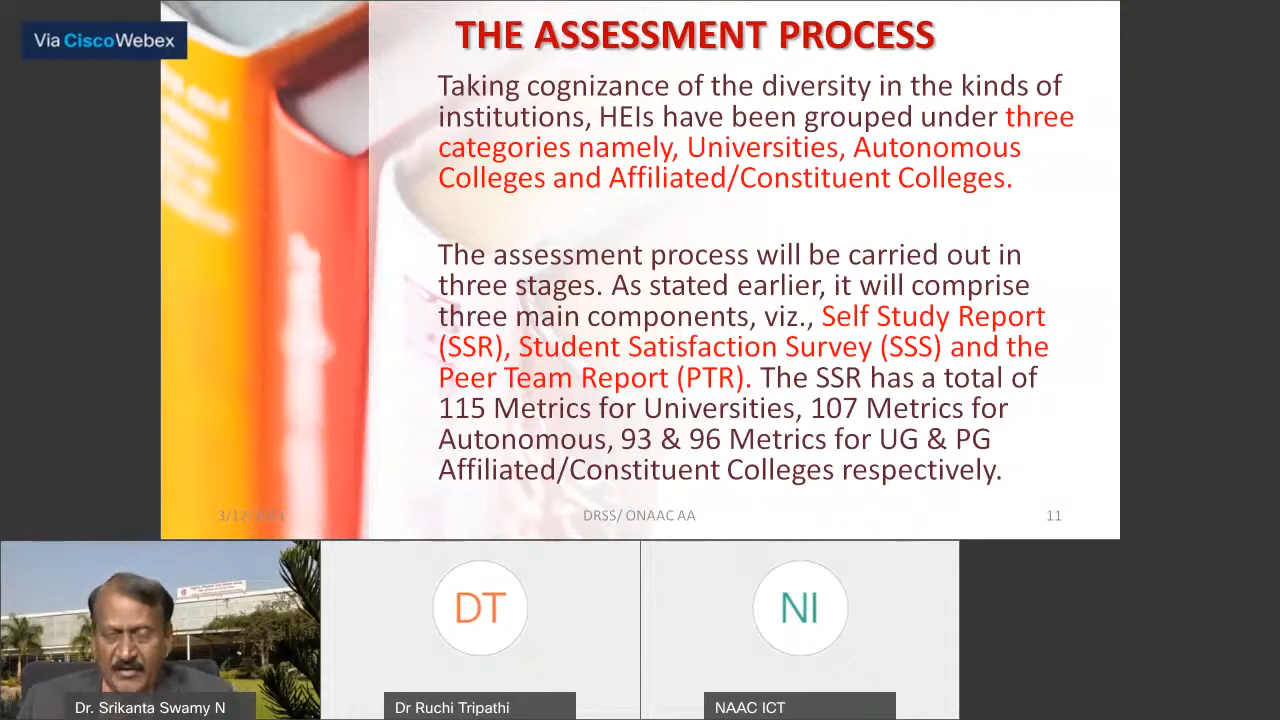 Via Cisco Webex
THE ASSESSMENT PROCESS
Taking cognizance of the diversity in the kinds of
institutions, HEIs have been grouped under three
categories namely, Universities, Autonomous
Colleges and Affiliated/Constituent Colleges.
The assessment process will be carried out in
three stages. As stated earlier, it will comprise
three main components, viz., Self Study Report
(SSR), Student Satisfaction Survey (SSS) and the
Peer Team Report (PTR). The SSR has a total of
115 Metrics for Universities, 107 Metrics for
Autonomous, 93 & 96 Metrics for UG & PG
Affiliated/Constituent Colleges respectively.
3/12/2021
DRSS/ ONAAC AA
11
DT
NI
Dr. Srikanta Swamy N
Dr Ruchi Tripathi
NAAC ICT